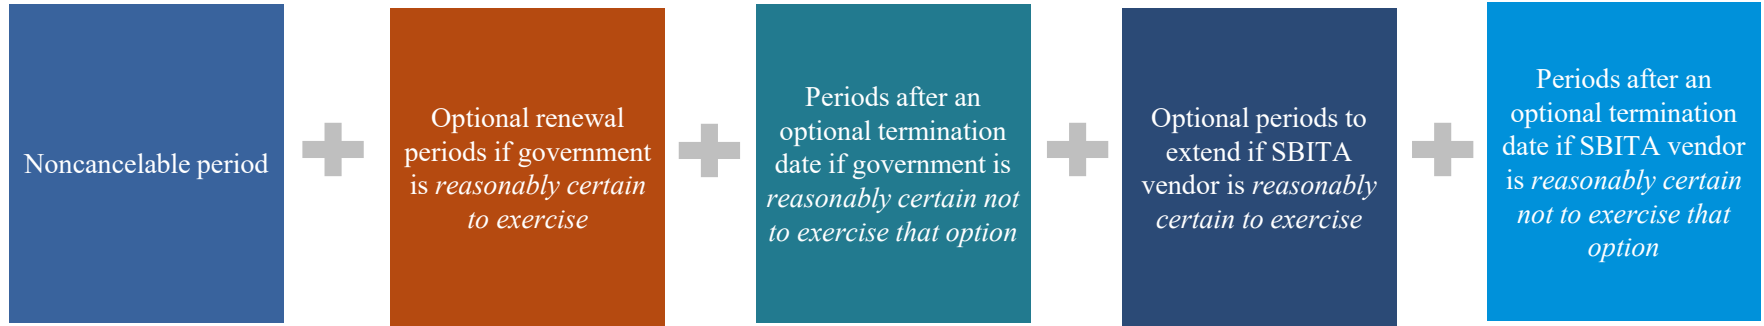 Noncancelable period
Optional renewal
periods if government
is reasonably certain
to exercise
Periods after an
optional termination
date if government is
reasonably certain not
to exercise that option
Optional periods to
extend if SBITA
vendor is reasonably
certain to exercise
Periods after an
optional termination
date if SBITA vendor
is reasonably certain
not to exercise that
option